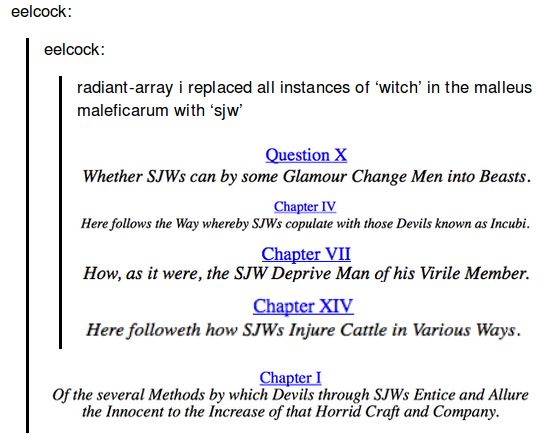 eelcock:
eelcock:
radiant-array i replaced all instances of ‘witch’ in the malleus
maleficarum with ‘sjw’
Question X
Whether SJWs can by some Glamour Change Men into Beasts.
Chapter IV
Here follows the Way whereby SJWs copulate with those Devils known as Incubi.
Chapter VII
How, as it were, the SJW Deprive Man of his Virile Member.
Chapter XIV
Here followeth how SJWs Injure Cattle in Various Ways.
Chapter I
Of the several Methods by which Devils through SJWs Entice and Allure
the Innocent to the Increase of that Horrid Craft and Company.